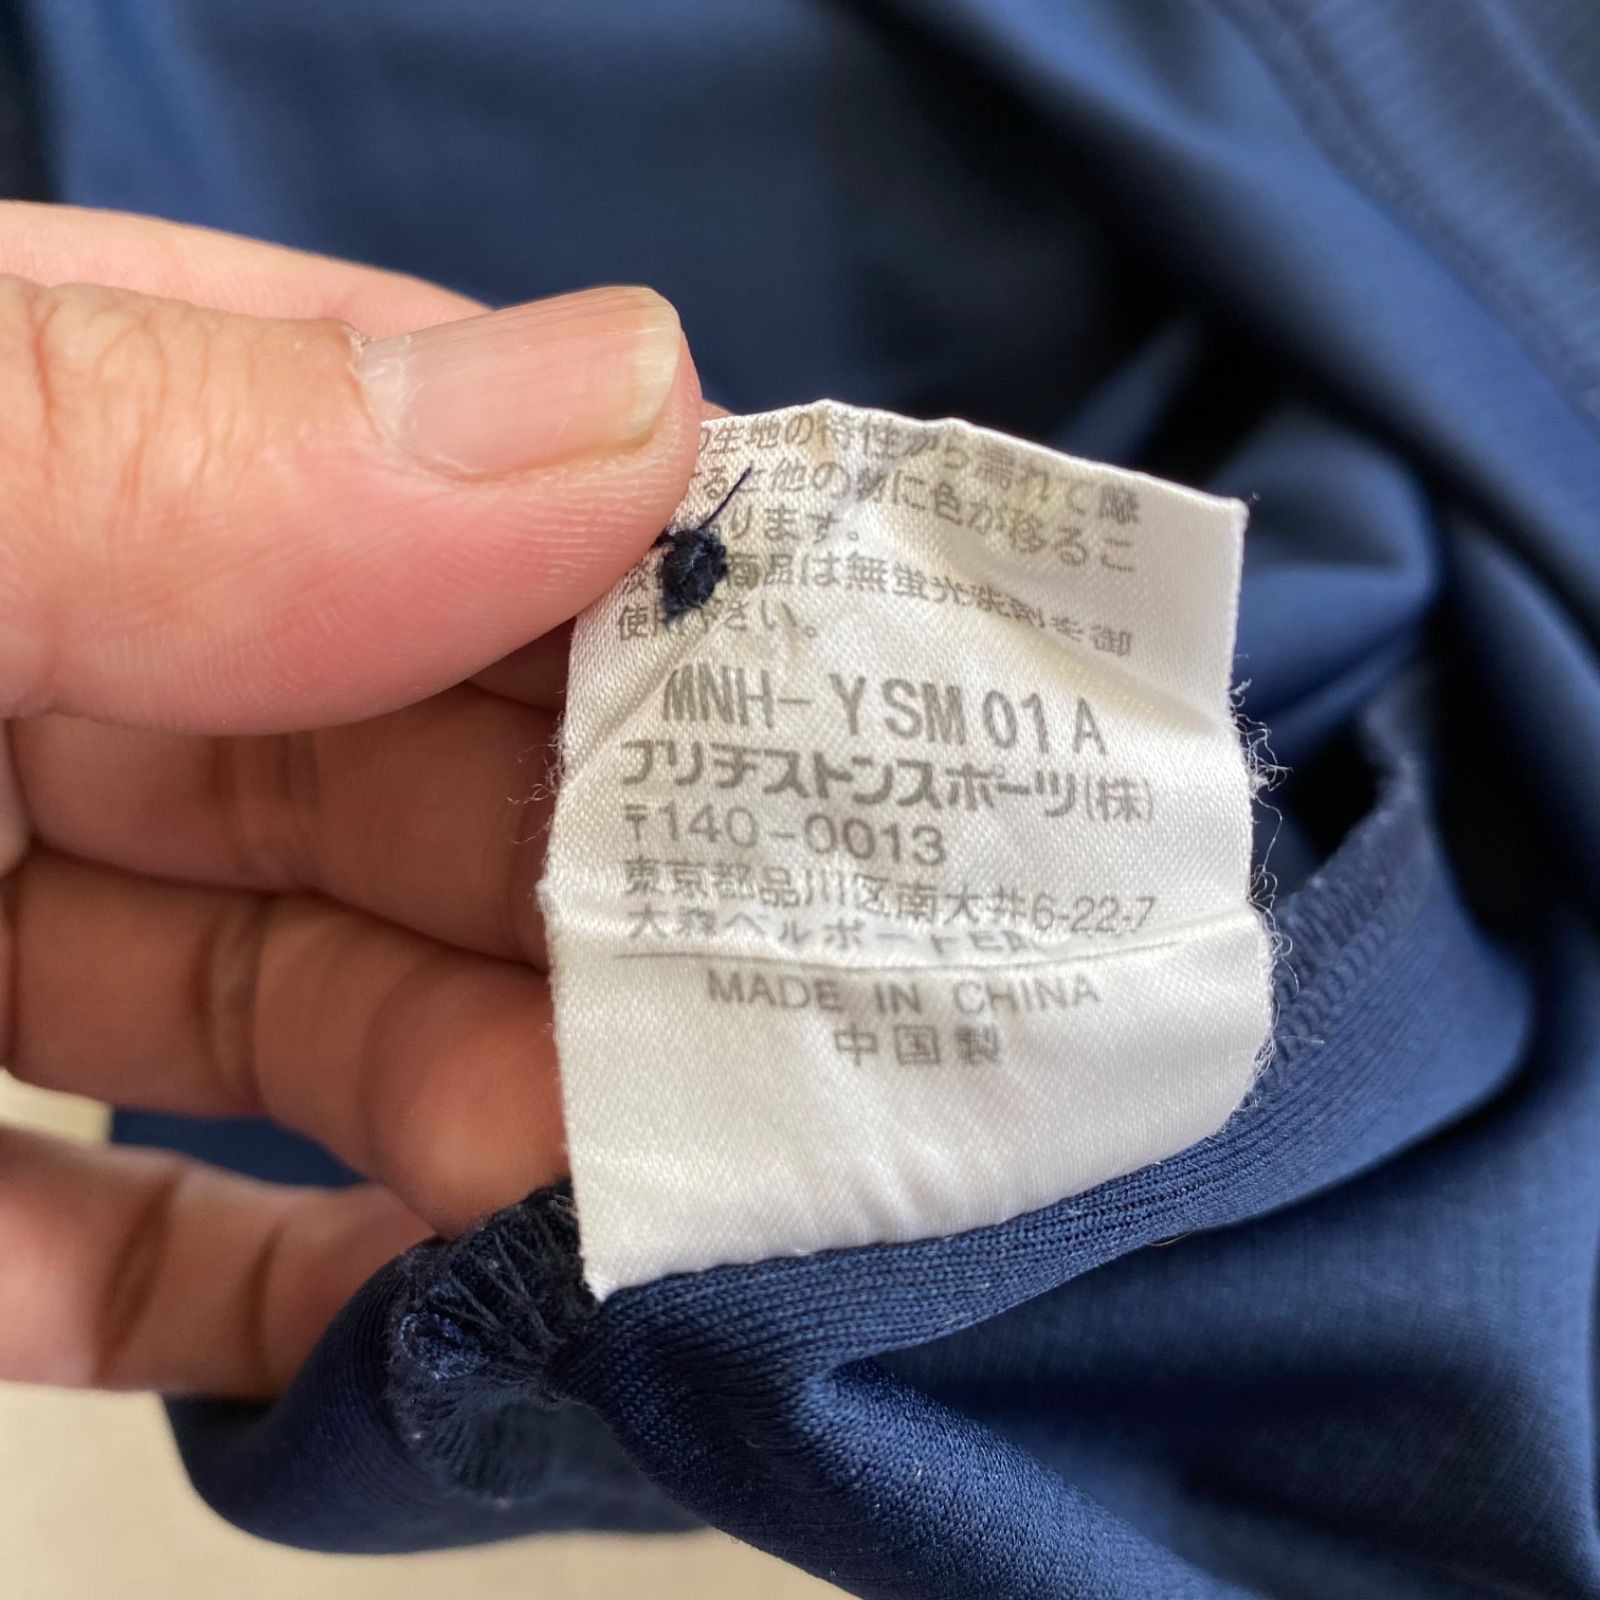 の生地の特性から濡れて
ると他の物に色が移るこ
ります。
商品は無蛍光洗剤を御
使 下さい。
MNH-YSM01A
ブリヂストンスポーツ(株)
〒140-0013
東京都品川区南大井6-22-7
大森ベルポート
MADE IN CHINA
中国製